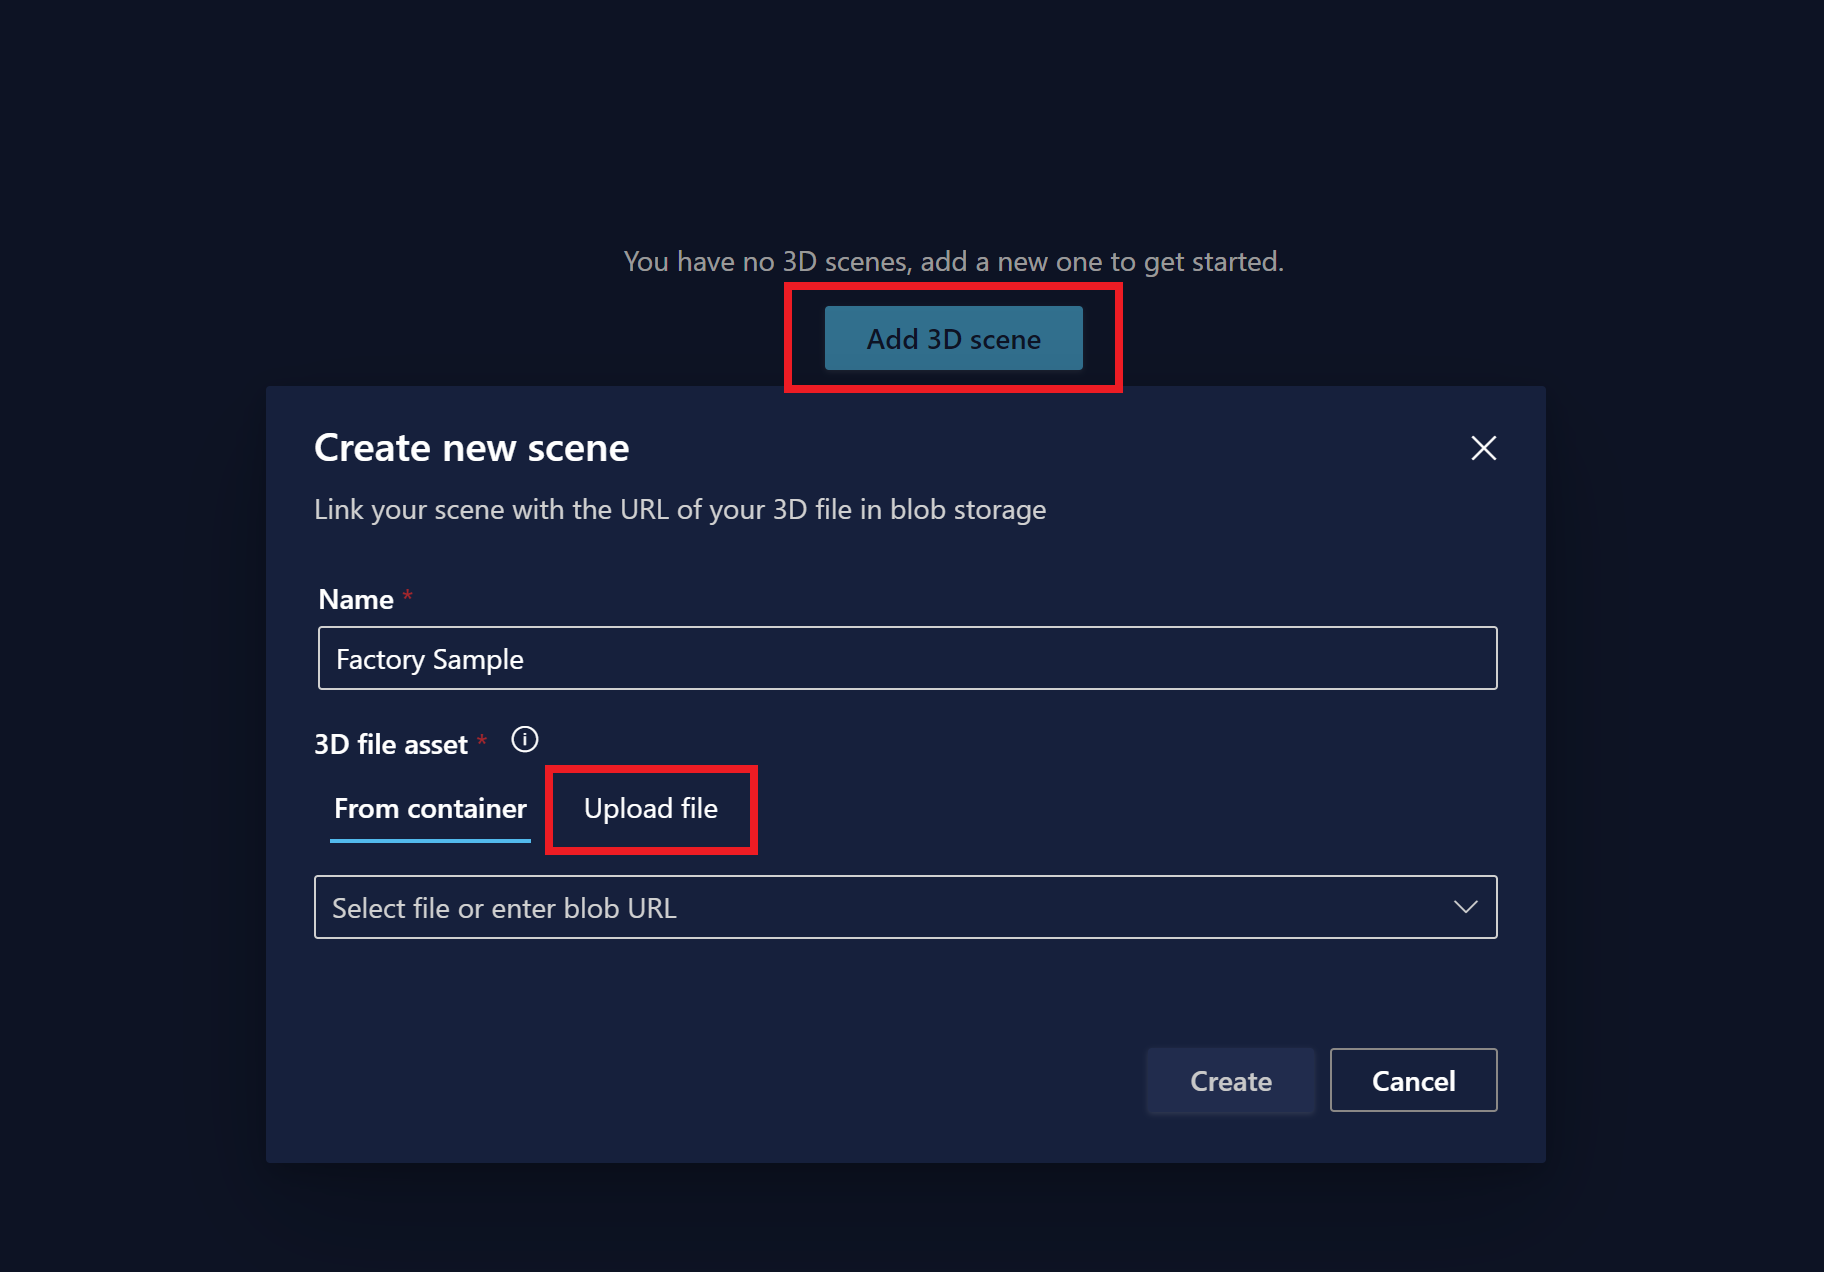 You have no 3D scenes, add a new one to get started.
Add 3D scene
Create new scene
Link your scene with the URL of your 3D file in blob storage
Name *
Factory Sample
3D file asset *
From container
Upload file
Select file or enter blob URL
Create
Cancel